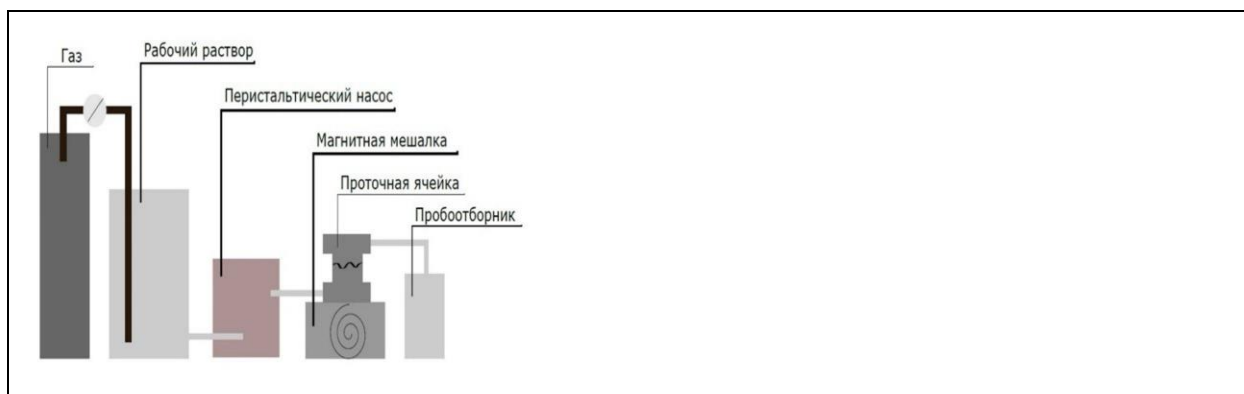 Газ
Рабочий раствор
Перистальтический насос
Магнитная мешалка
Проточная ячейка
Пробоотборник